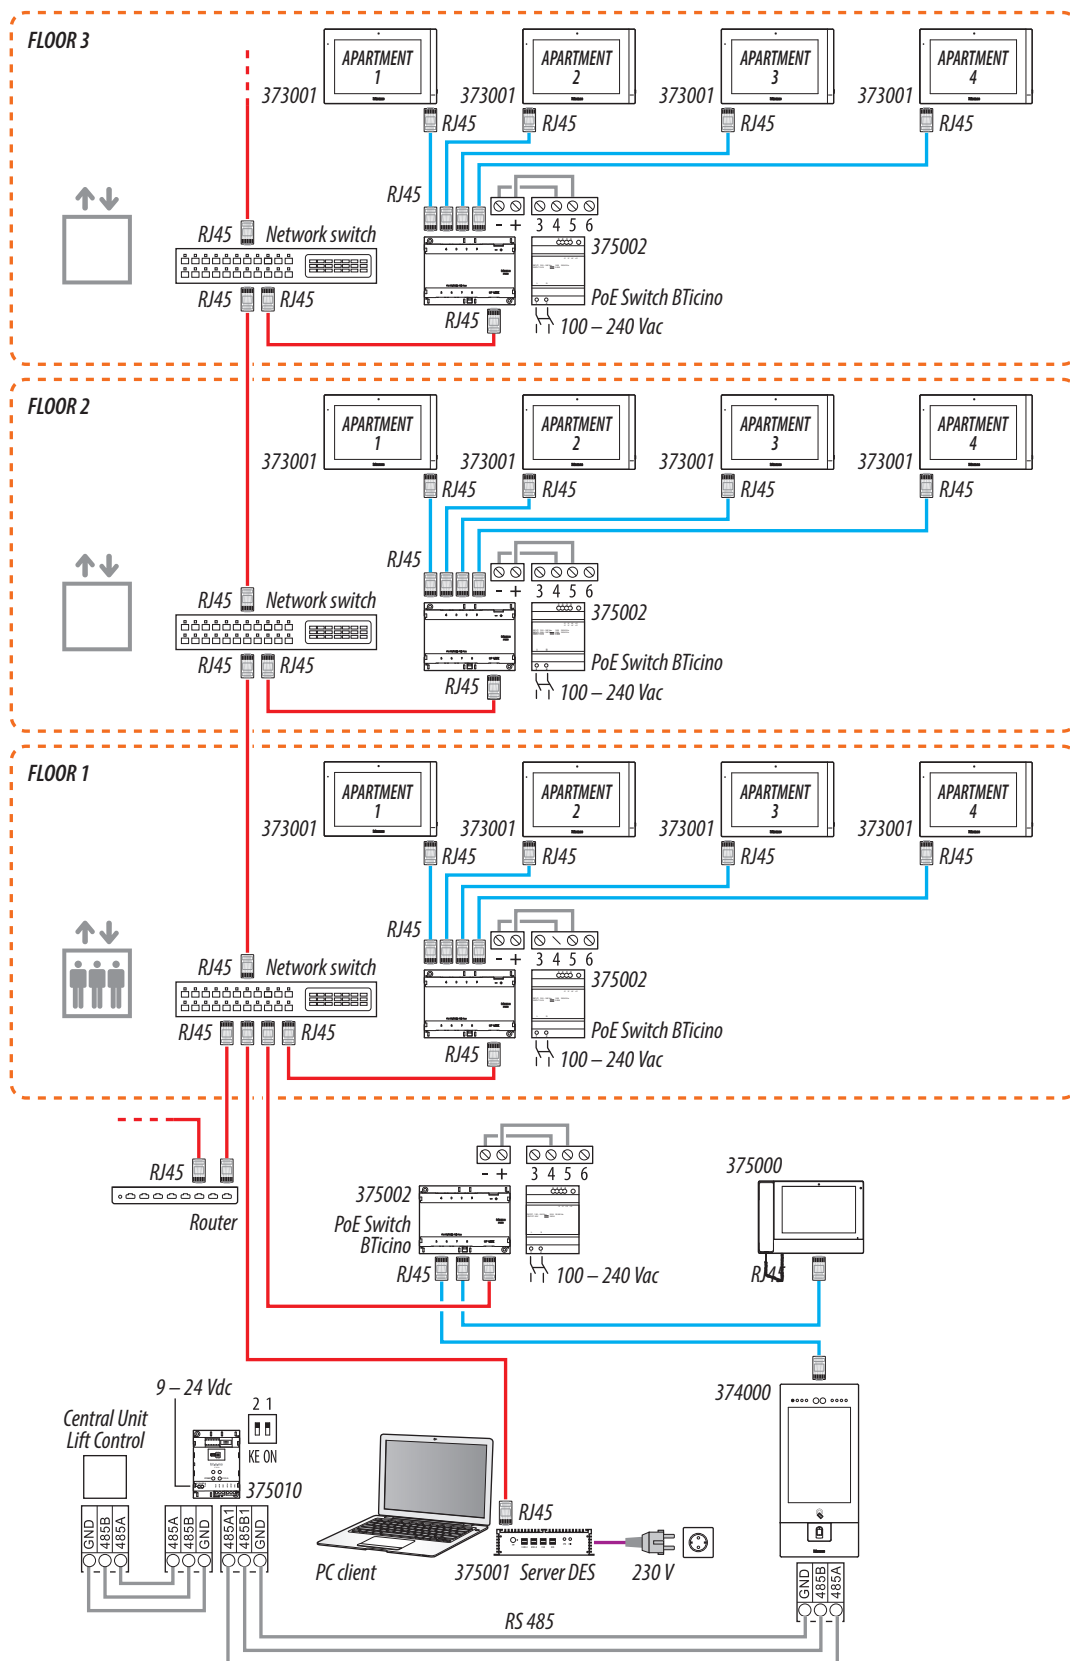 FLOOR 3
APARTMENT 1
APARTMENT 2
APARTMENT 3
APARTMENT 4
373001 373001 373001 373001
RJ45 RJ45 RJ45 RJ45
RJ45
- + 3 4 5 6
RJ45 Network switch
375002
RJ45 RJ45
PoE Switch BTicino
RJ45
100 – 240 Vac
FLOOR 2
APARTMENT 1
APARTMENT 2
APARTMENT 3
APARTMENT 4
373001 373001 373001 373001
RJ45 RJ45 RJ45 RJ45
RJ45
- + 3 4 5 6
RJ45 Network switch
375002
RJ45 RJ45
PoE Switch BTicino
RJ45
100 – 240 Vac
FLOOR 1
APARTMENT 1
APARTMENT 2
APARTMENT 3
APARTMENT 4
373001 373001 373001 373001
RJ45 RJ45 RJ45 RJ45
RJ45
- + 3 4 5 6
RJ45 Network switch
375002
RJ45 RJ45
PoE Switch BTicino
RJ45
100 – 240 Vac
RJ45
Router
- + 3 4 5 6
375002
PoE Switch
BTicino
RJ45
100 – 240 Vac
375000
RJ45
374000
9 – 24 Vdc
2 1
KE ON
Central Unit
Lift Control
375010
GND 485B 485A
485A 485B GND
485A1 485B1 GND
PC client
RJ45
375001 Server DES
230 V
GND 485B 485A
RS 485